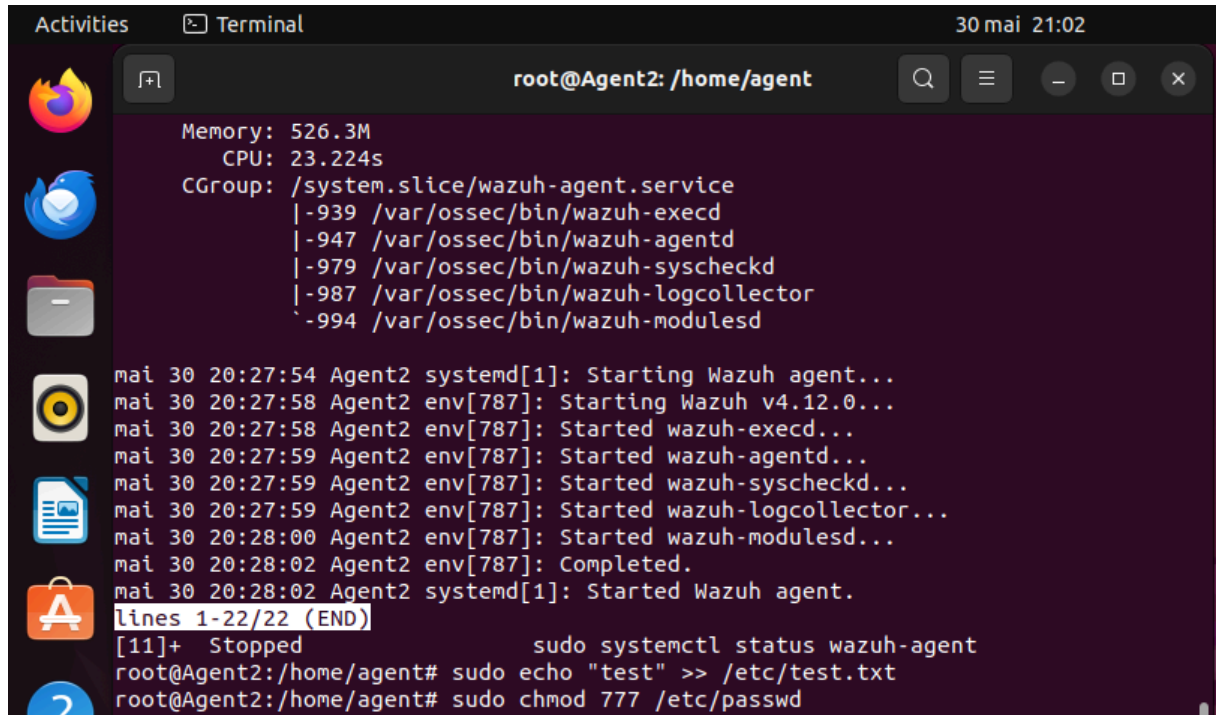 Activities Terminal 30 mai 21:02
root@Agent2: /home/agent
Memory: 526.3M
CPU: 23.224s
CGroup: /system.slice/wazuh-agent.service
|-939 /var/ossec/bin/wazuh-execd
|-947 /var/ossec/bin/wazuh-agentd
|-979 /var/ossec/bin/wazuh-syscheckd
|-987 /var/ossec/bin/wazuh-logcollector
`-994 /var/ossec/bin/wazuh-modulesd
mai 30 20:27:54 Agent2 systemd[1]: Starting Wazuh agent...
mai 30 20:27:58 Agent2 env[787]: Starting Wazuh v4.12.0...
mai 30 20:27:58 Agent2 env[787]: Started wazuh-execd...
mai 30 20:27:59 Agent2 env[787]: Started wazuh-agentd...
mai 30 20:27:59 Agent2 env[787]: Started wazuh-syscheckd...
mai 30 20:27:59 Agent2 env[787]: Started wazuh-logcollector...
mai 30 20:28:00 Agent2 env[787]: Started wazuh-modulesd...
mai 30 20:28:02 Agent2 env[787]: Completed.
mai 30 20:28:02 Agent2 systemd[1]: Started Wazuh agent.
lines 1-22/22 (END)
[11]+ Stopped sudo systemctl status wazuh-agent
root@Agent2:/home/agent# sudo echo "test" >> /etc/test.txt
root@Agent2:/home/agent# sudo chmod 777 /etc/passwd